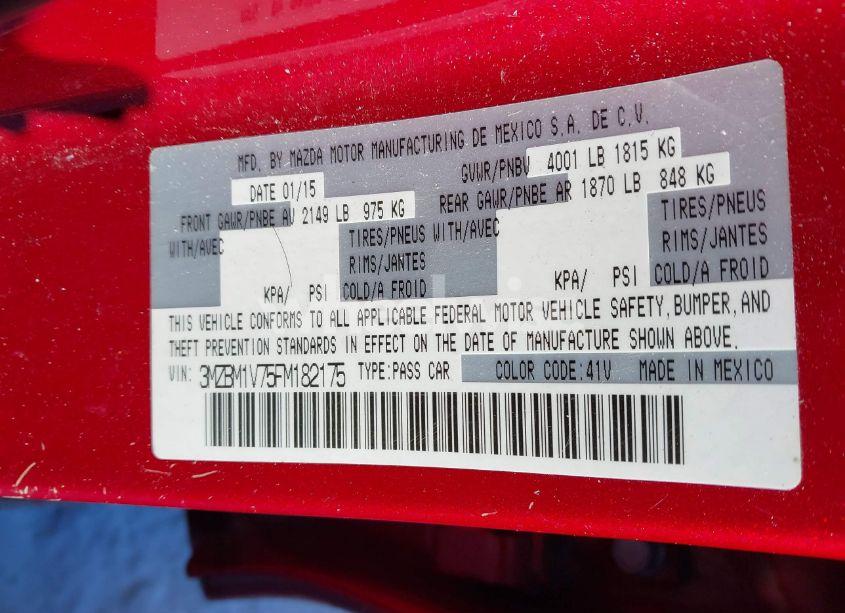 MFD. BY MAZDA MOTOR MANUFACTURING DE MEXICO S.A. DE C.V.
DATE 01/15 GVWR/PNBV 4001 LB 1815 KG
FRONT GAWR/PNBE AV 2149 LB 975 KG REAR GAWR/PNBE AR 1870 LB 848 KG
WITH/AVEC TIRES/PNEUS WITH/AVEC TIRES/PNEUS
RIMS/JANTES RIMS/JANTES
KPA/ PSI COLD/A FROID KPA/ PSI COLD/A FROID
THIS VEHICLE CONFORMS TO ALL APPLICABLE FEDERAL MOTOR VEHICLE SAFETY, BUMPER, AND
THEFT PREVENTION STANDARDS IN EFFECT ON THE DATE OF MANUFACTURE SHOWN ABOVE.
VIN: 3MZBM1V75FM182175 TYPE:PASS CAR COLOR CODE:41V MADE IN MEXICO